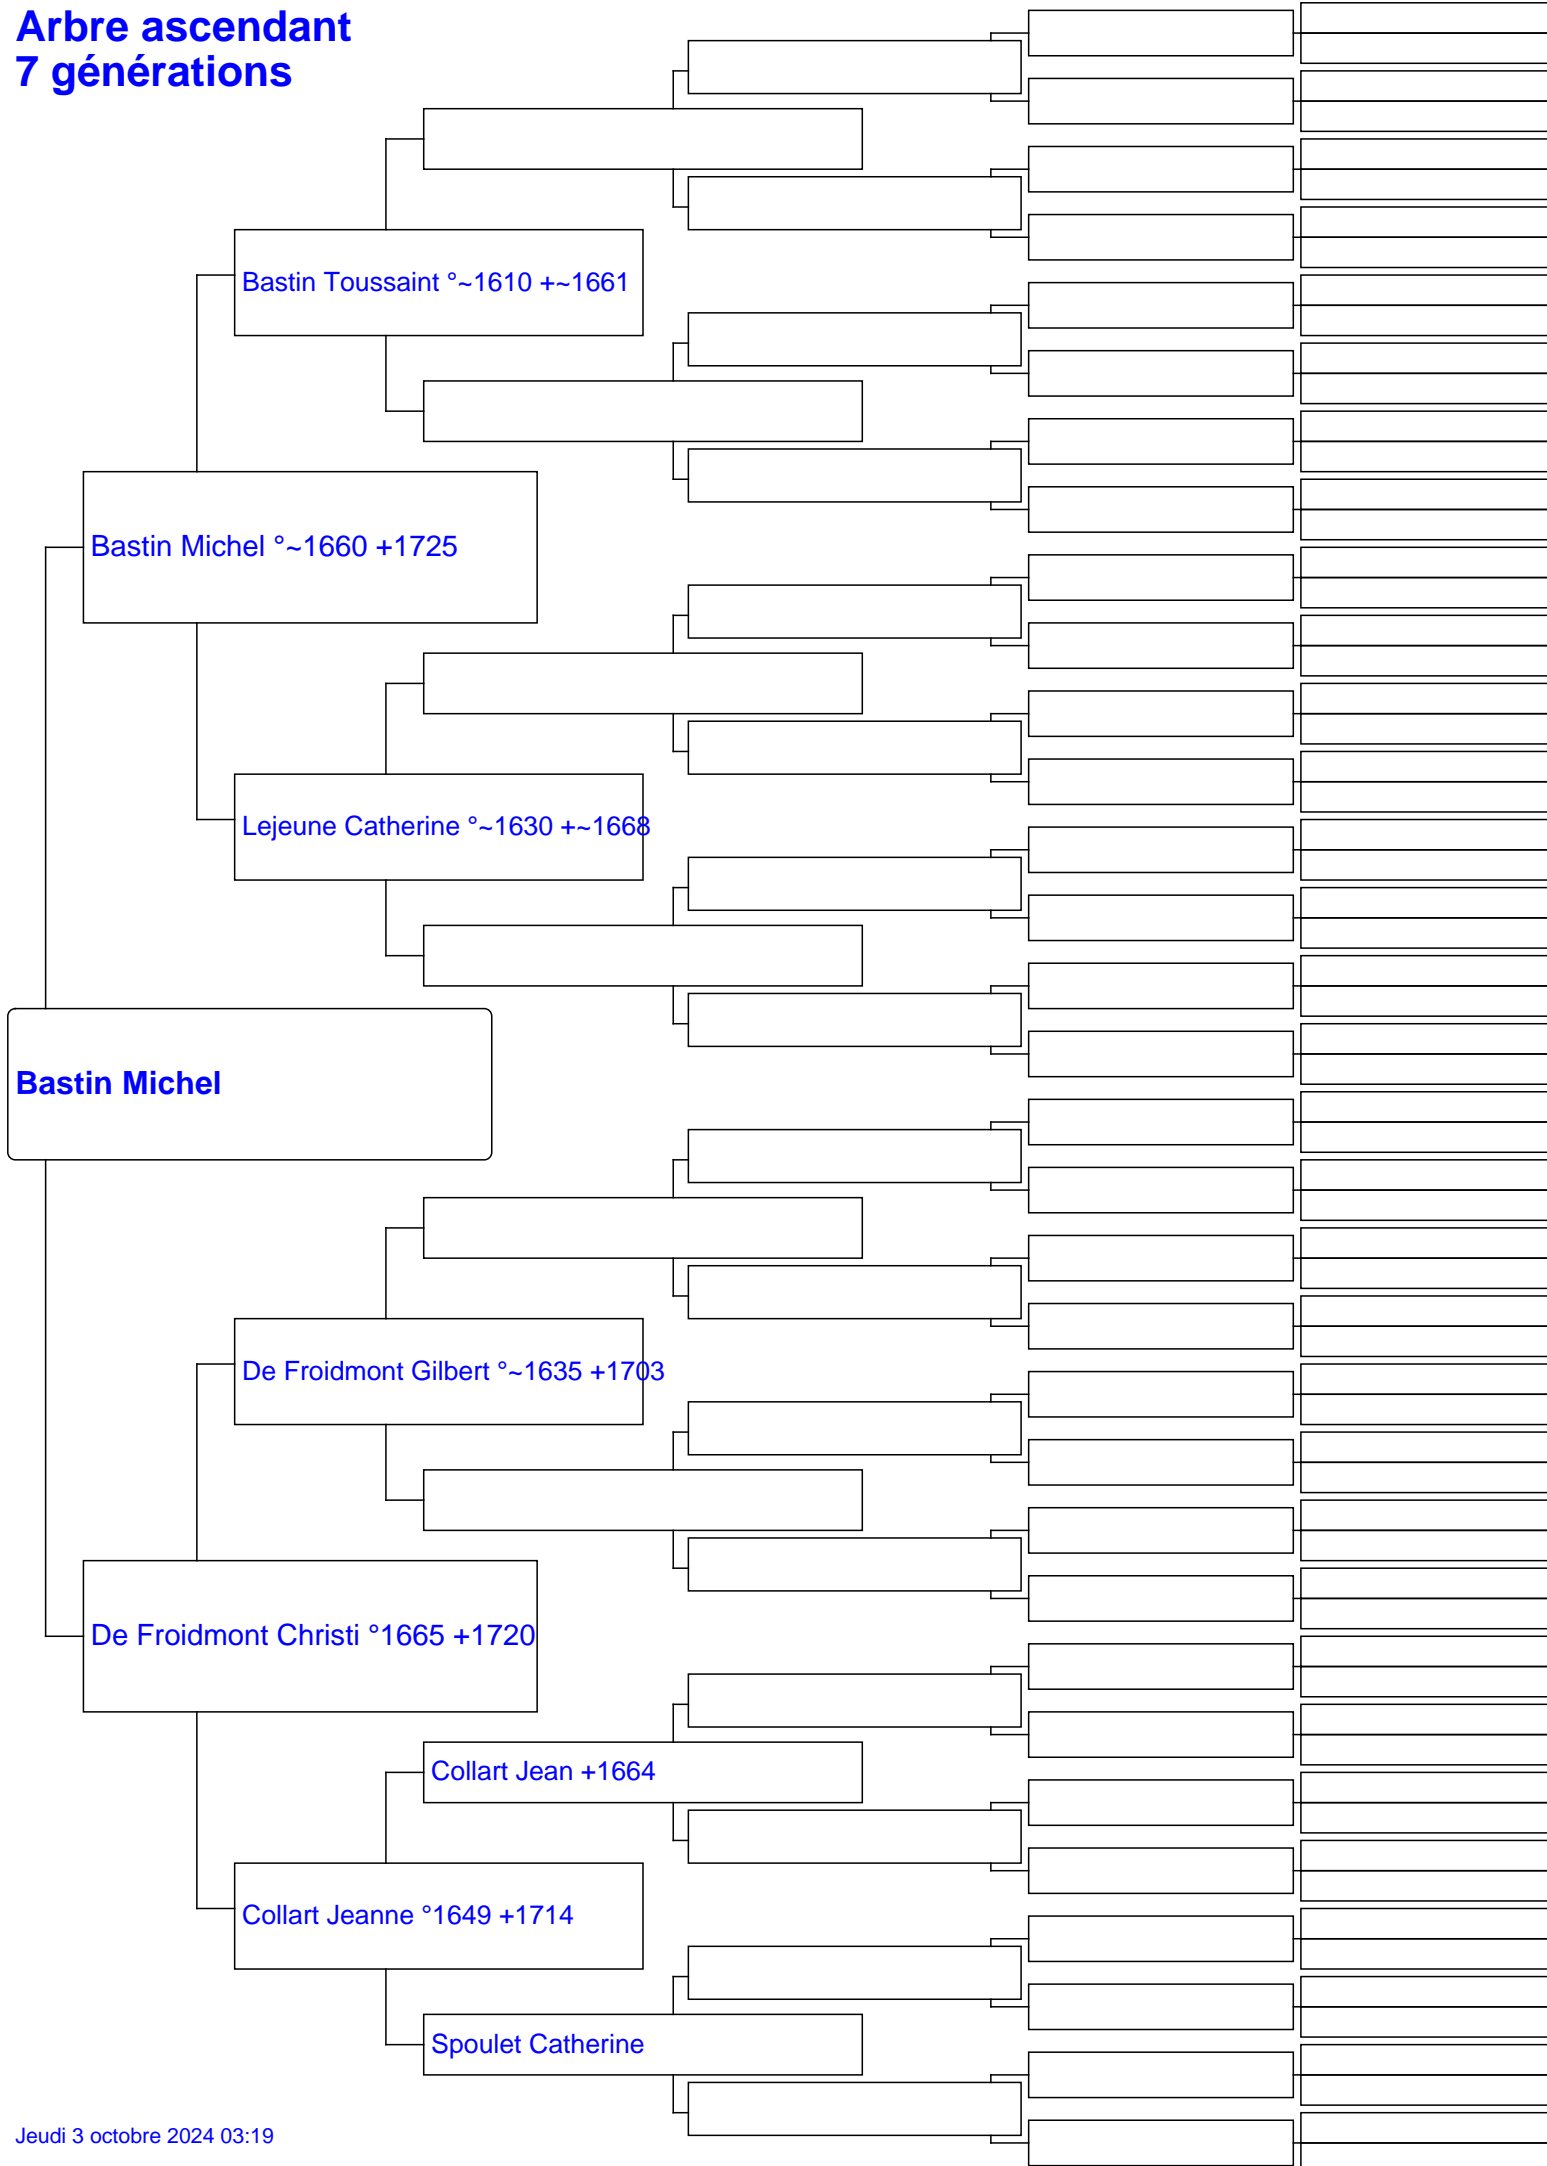 Arbre ascendant
7 générations
Bastin Toussaint °~1610 +~1661
Bastin Michel °~1660 +1725
Lejeune Catherine °~1630 +~1668
Bastin Michel
De Froidmont Gilbert °~1635 +1703
De Froidmont Christi °1665 +1720
Collart Jean +1664
Collart Jeanne °1649 +1714
Spoulet Catherine
Jeudi 3 octobre 2024 03:19